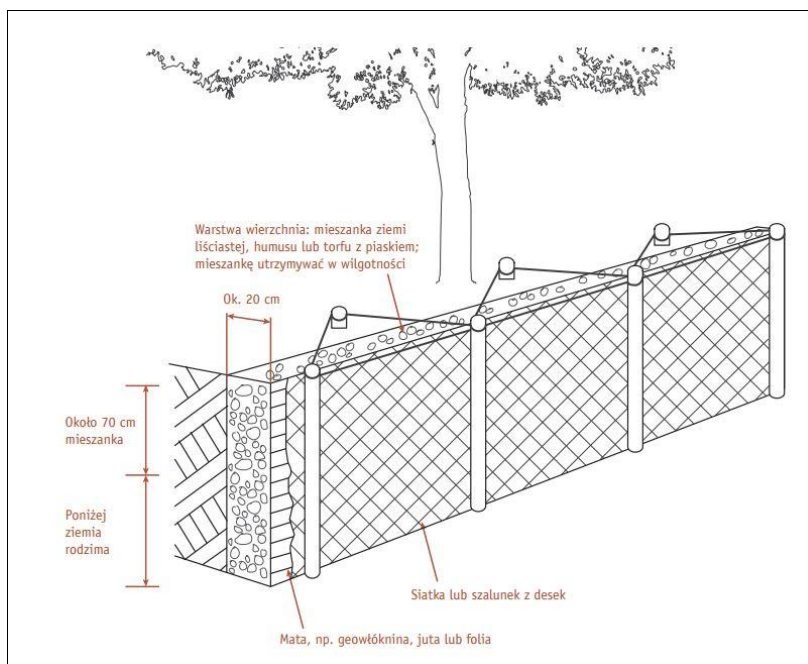 Warstwa wierzchnia: mieszanka ziemi
liściastej, humusu lub torfu z piaskiem;
mieszankę utrzymywać w wilgotności
Ok. 20 cm
Około 70 cm
mieszanka
Poniżej
ziemia
rodzima
Siatka lub szalunek z desek
Mata, np. geowłóknina, juta lub folia